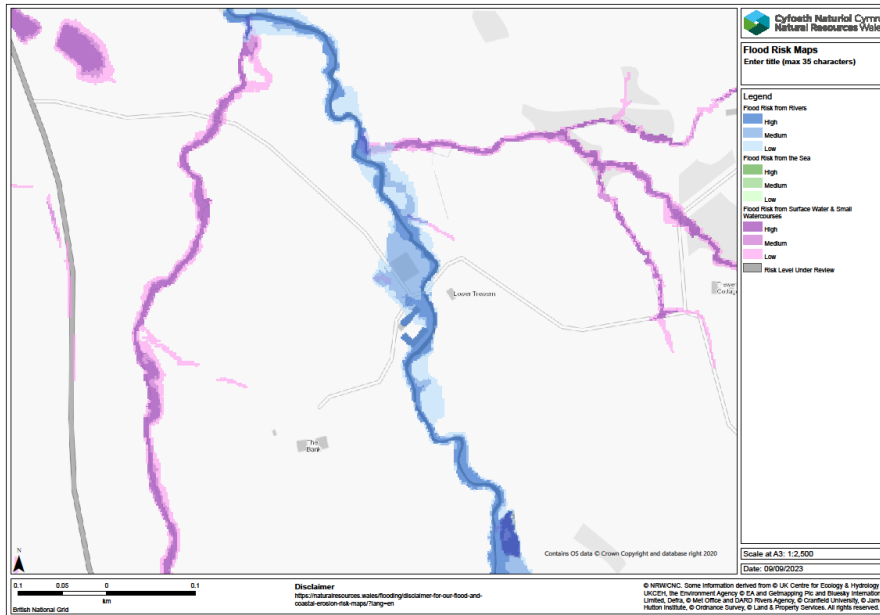 Cyfoeth Naturiol Cymru
Natural Resources Wales
Flood Risk Maps
Enter title (max 35 characters)
Legend
Flood Risk from Rivers
High
Medium
Low
Flood Risk from the Sea
High
Medium
Low
Flood Risk from Surface Water & Small
Watercourses
High
Medium
Low
Risk Level Under Review
Lower Treworn
Cottage
The
Bank
N
Contains OS data © Crown Copyright and database right 2020
Scale at A3: 1:2,500
Date: 09/09/2023
0.1 0.05 0 0.1
km
British National Grid
Disclaimer
https://naturalresources.wales/flooding/disclaimer-for-our-flood-and-
coastal-erosion-risk-maps/?lang=en
© NRW/CNC. Some Information derived from © UK Centre for Ecology & Hydrology
UKCEH, the Environment Agency © EA and Getmapping Plc and Bluesky Internation
Limited, Defra, © Met Office and DARD Rivers Agency, © Cranfield University, © Jame
Hutton Institute, © Ordnance Survey, © Land & Property Services. All rights reserved.